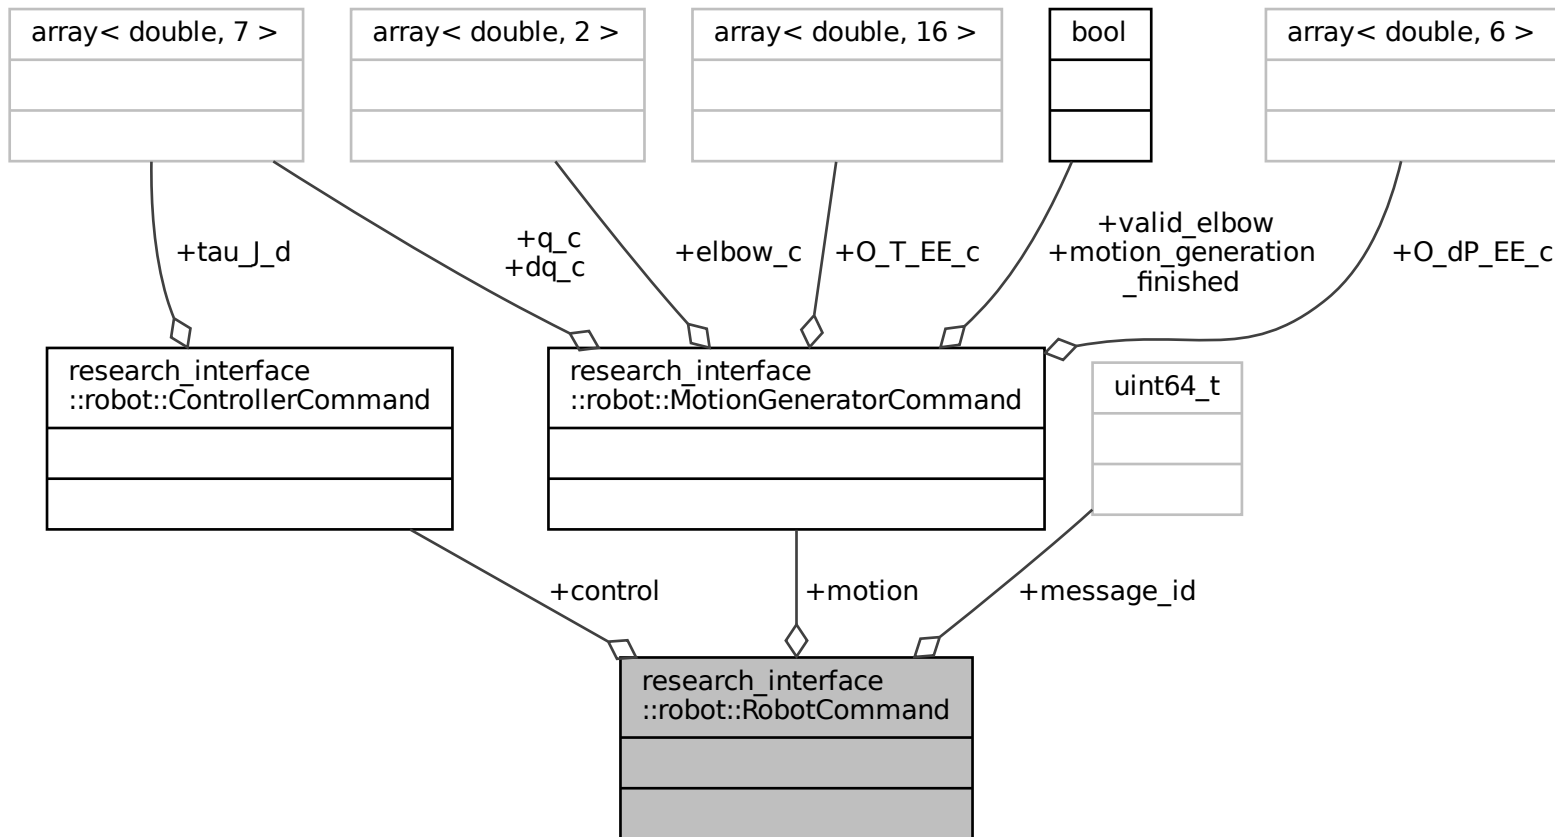 array< double, 7 >
array< double, 2 >
array< double, 16 >
bool
array< double, 6 >
+tau_J_d
+q_c
+dq_c
+elbow_c
+O_T_EE_c
+valid_elbow
+motion_generation
_finished
+O_dP_EE_c
research_interface
::robot::ControllerCommand
research_interface
::robot::MotionGeneratorCommand
uint64_t
+control
+motion
+message_id
research_interface
::robot::RobotCommand